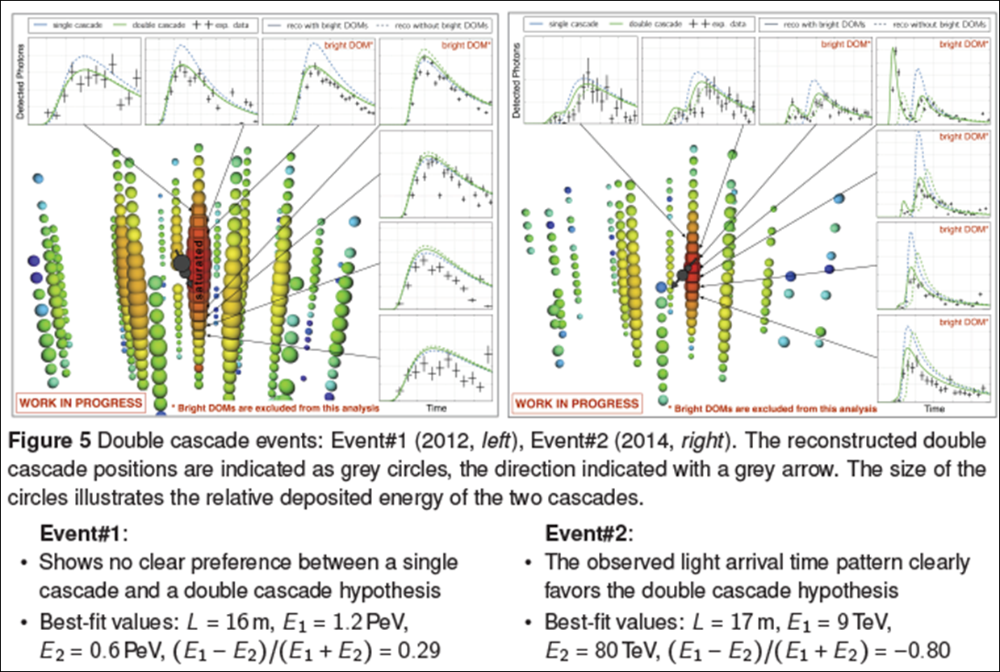 single cascade double cascade exp. data reco with bright DOMs reco without bright DOMs
Detected Photons
bright DOM*
bright DOM*
bright DOM*
saturated
WORK IN PROGRESS
* Bright DOMs are excluded from this analysis
Time
single cascade double cascade exp. data reco with bright DOMs reco without bright DOMs
Detected Photons
bright DOM*
bright DOM*
bright DOM*
bright DOM*
bright DOM*
WORK IN PROGRESS
* Bright DOMs are excluded from this analysis
Time
Figure 5 Double cascade events: Event#1 (2012, left), Event#2 (2014, right). The reconstructed double
cascade positions are indicated as grey circles, the direction indicated with a grey arrow. The size of the
circles illustrates the relative deposited energy of the two cascades.
Event#1:
• Shows no clear preference between a single
cascade and a double cascade hypothesis
• Best-fit values: L = 16 m, E₁ = 1.2 PeV,
E₂ = 0.6 PeV, (E₁ − E₂)/(E₁ + E₂) = 0.29
Event#2:
• The observed light arrival time pattern clearly
favors the double cascade hypothesis
• Best-fit values: L = 17 m, E₁ = 9 TeV,
E₂ = 80 TeV, (E₁ − E₂)/(E₁ + E₂) = −0.80